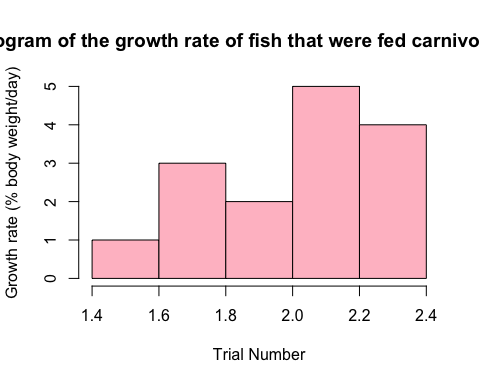 ogram of the growth rate of fish that were fed carnivo
Growth rate (% body weight/day)
5
4
3
2
1
0
1.4 1.6 1.8 2.0 2.2 2.4
Trial Number